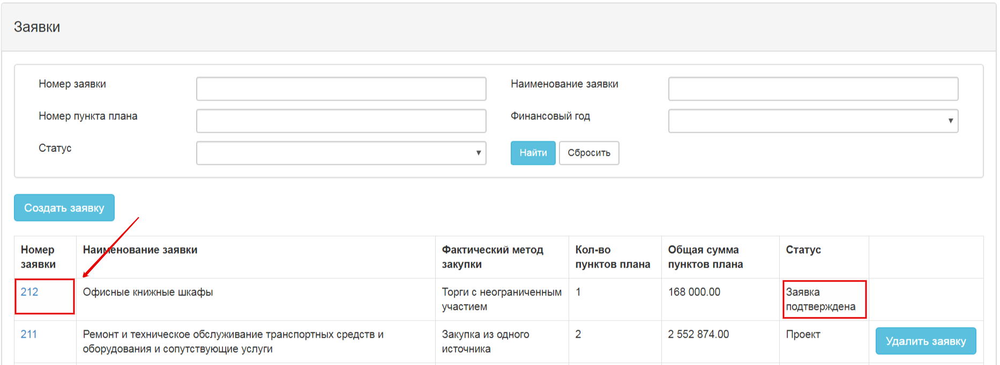 Заявки
Номер заявки
Наименование заявки
Номер пункта плана
Финансовый год
Статус
Найти
Сбросить
Создать заявку
Номер
заявки
Наименование заявки
Фактический метод
закупки
Кол-во
пунктов плана
Общая сумма
пунктов плана
Статус
212
Офисные книжные шкафы
Торги с неограниченным
участием
1
168 000.00
Заявка
подтверждена
211
Ремонт и техническое обслуживание транспортных средств и
оборудования и сопутствующие услуги
Закупка из одного
источника
2
2 552 874.00
Проект
Удалить заявку